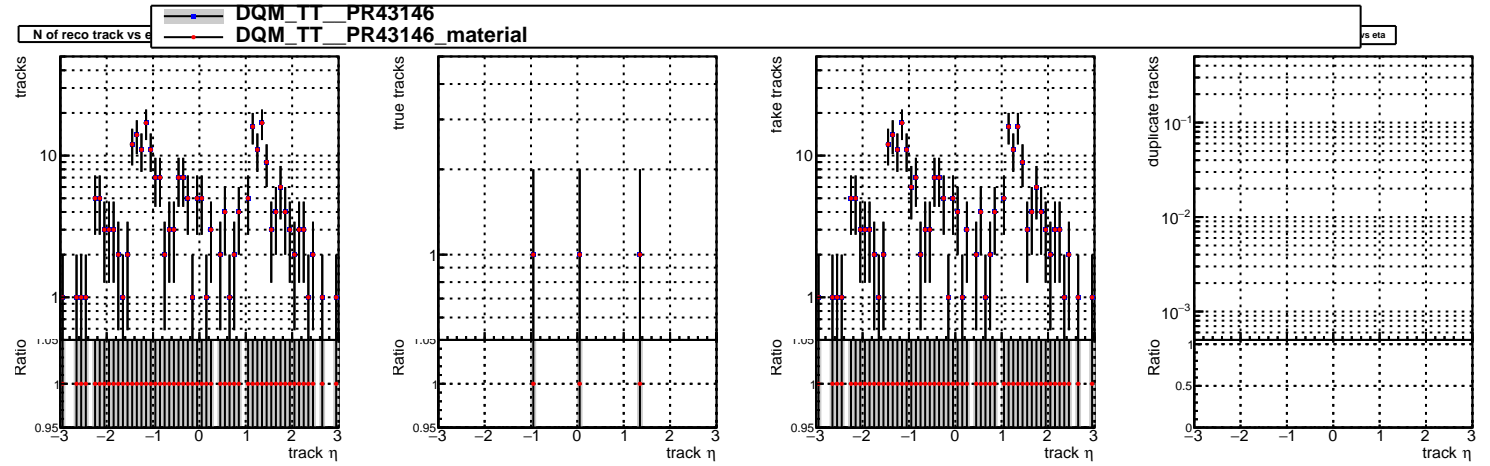 DQM_TT__PR43146
DQM_TT__PR43146_material
N of reco track vs e
vs eta
tracks
10
1
Ratio
1.05
1
0.95
−3 −2 −1 0 1 2 3
track η
true tracks
1
Ratio
1.05
1
0.95
−3 −2 −1 0 1 2 3
track η
fake tracks
10
1
Ratio
1.05
1
0.95
−3 −2 −1 0 1 2 3
track η
duplicate tracks
10−1
10−2
10−3
Ratio
1
0.5
0
−3 −2 −1 0 1 2 3
track η